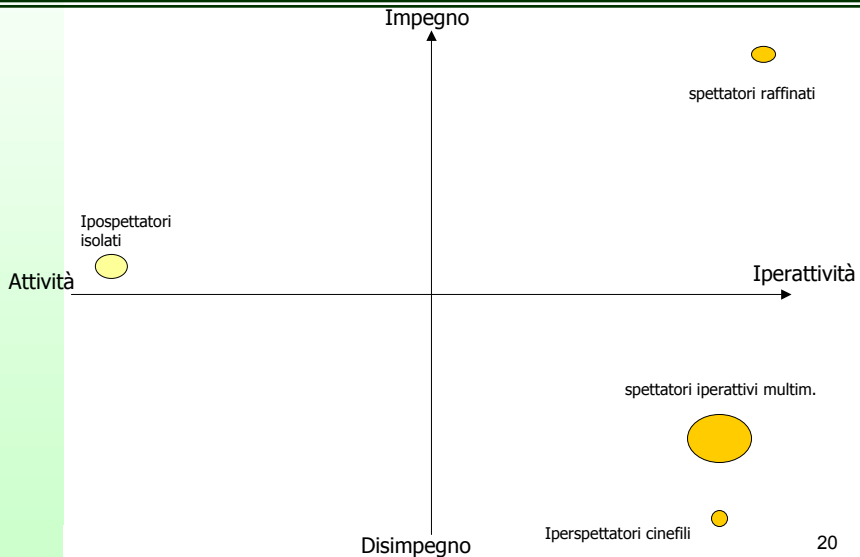 Impegno
spettatori raffinati
Ipospettatori
isolati
Attività
Iperattività
spettatori iperattivi multim.
Iperspettatori cinefili
Disimpegno
20